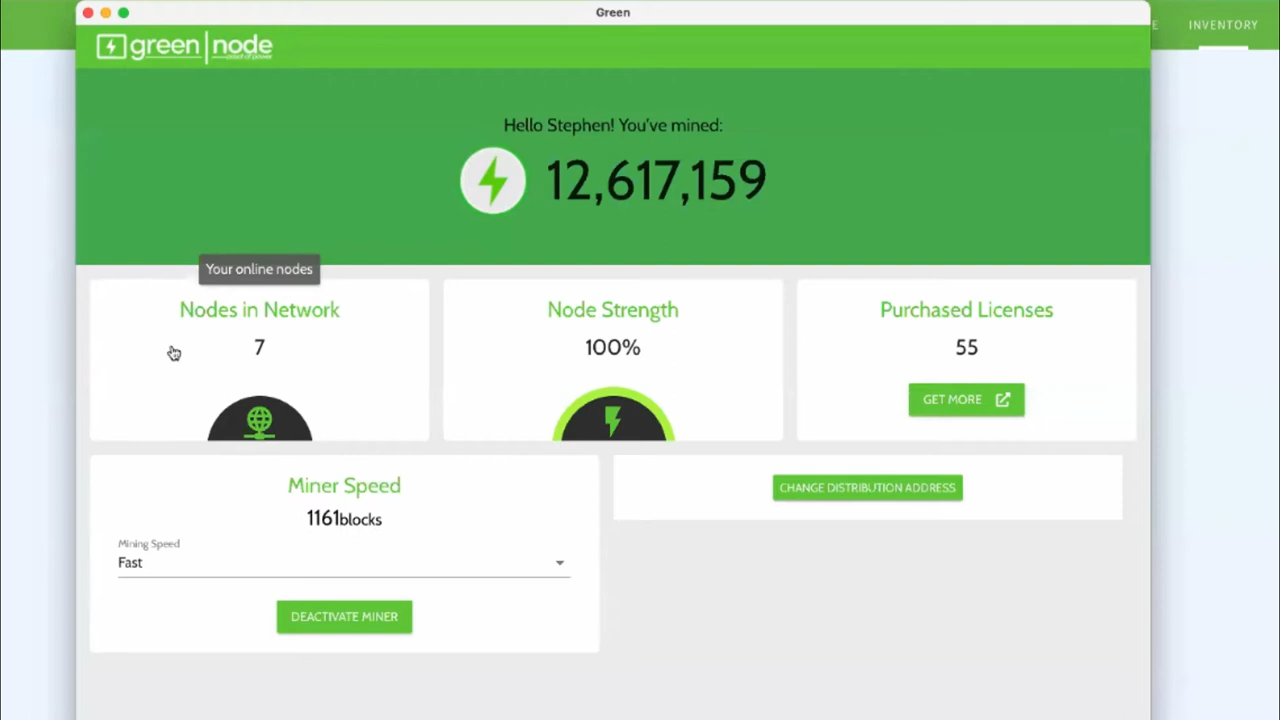 Green
E INVENTORY
green|node
Hello Stephen! You've mined:
12,617,159
Your online nodes
Nodes in Network
7
Node Strength
100%
Purchased Licenses
55
GET MORE
Miner Speed
1161blocks
Mining Speed
Fast
DEACTIVATE MINER
CHANGE DISTRIBUTION ADDRESS